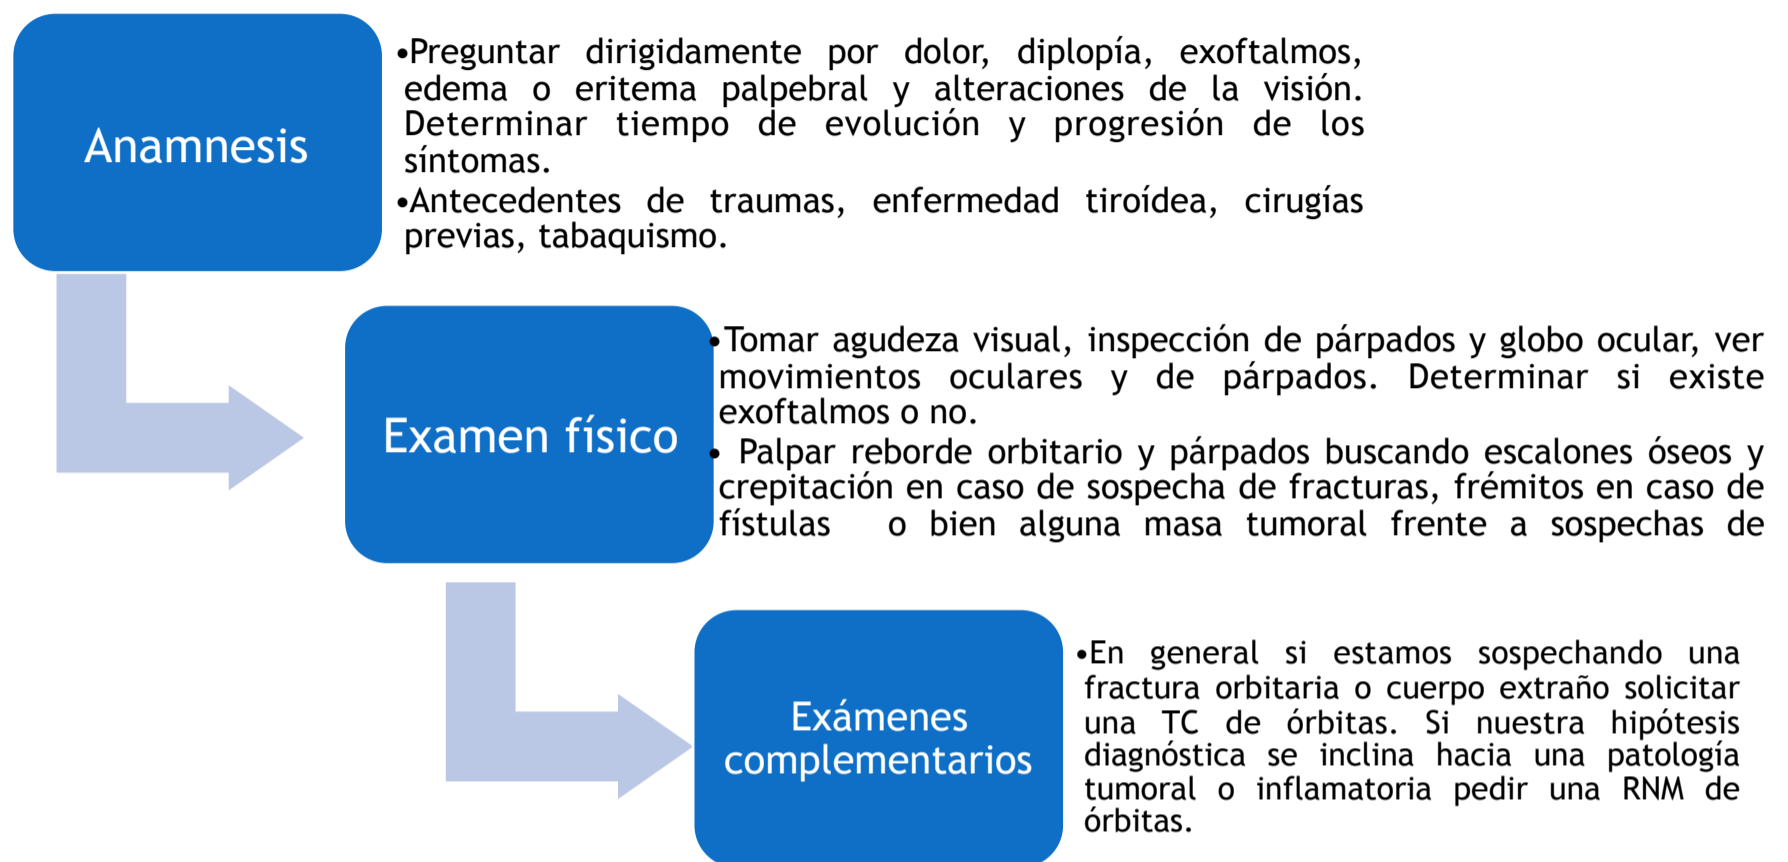 Anamnesis
•Preguntar dirigidamente por dolor, diplopía, exoftalmos,
edema o eritema palpebral y alteraciones de la visión.
Determinar tiempo de evolución y progresión de los
síntomas.
•Antecedentes de traumas, enfermedad tiroídea, cirugías
previas, tabaquismo.
Examen físico
•Tomar agudeza visual, inspección de párpados y globo ocular, ver
movimientos oculares y de párpados. Determinar si existe
exoftalmos o no.
• Palpar reborde orbitario y párpados buscando escalones óseos y
crepitación en caso de sospecha de fracturas, frémitos en caso de
fístulas o bien alguna masa tumoral frente a sospechas de
Exámenes
complementarios
•En general si estamos sospechando una
fractura orbitaria o cuerpo extraño solicitar
una TC de órbitas. Si nuestra hipótesis
diagnóstica se inclina hacia una patología
tumoral o inflamatoria pedir una RNM de
órbitas.